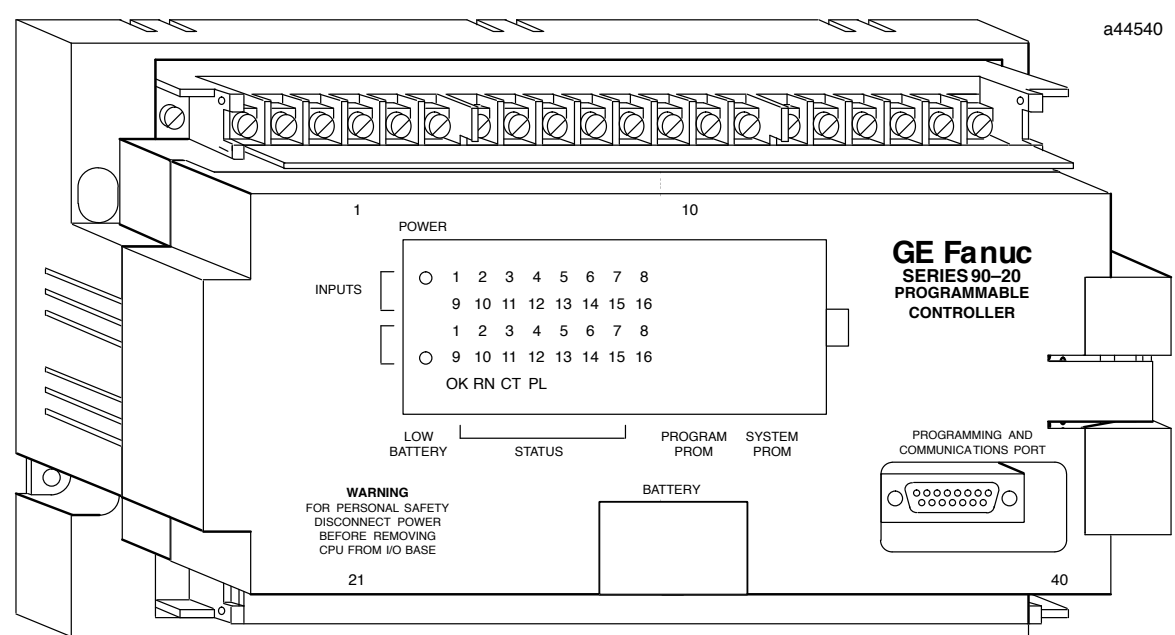 a44540
1 10
POWER
GE Fanuc
SERIES 90–20
PROGRAMMABLE
CONTROLLER
INPUTS
1 2 3 4 5 6 7 8
9 10 11 12 13 14 15 16
1 2 3 4 5 6 7 8
9 10 11 12 13 14 15 16
OK RN CT PL
LOW
BATTERY
STATUS
PROGRAM
PROM
SYSTEM
PROM
PROGRAMMING AND
COMMUNICATIONS PORT
WARNING
FOR PERSONAL SAFETY
DISCONNECT POWER
BEFORE REMOVING
CPU FROM I/O BASE
BATTERY
21 40